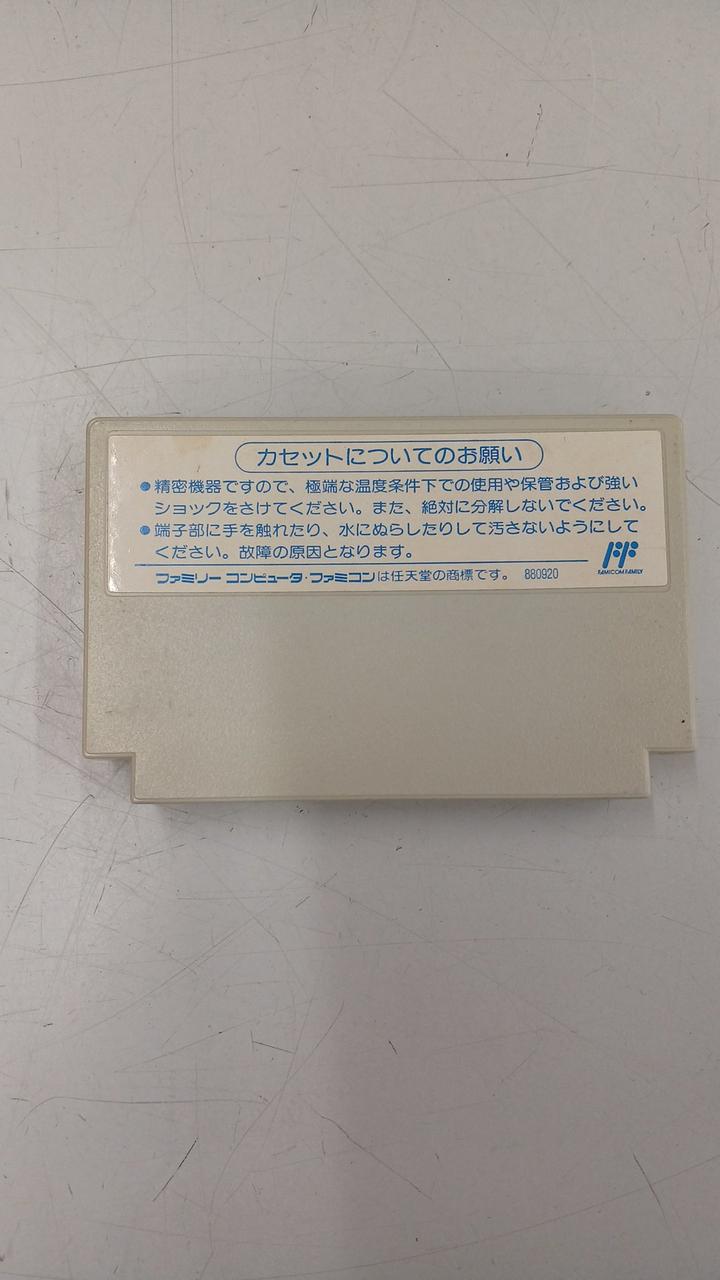 カセットについてのお願い
●精密機器ですので、極端な温度条件下での使用や保管および強い
ショックをさけてください。また、絶対に分解しないでください。
●端子部に手を触れたり、水にぬらしたりして汚さないようにして
ください。故障の原因となります。
FAMICOM FAMILY
ファミリー コンピュータ・ファミコンは任天堂の商標です。 880920